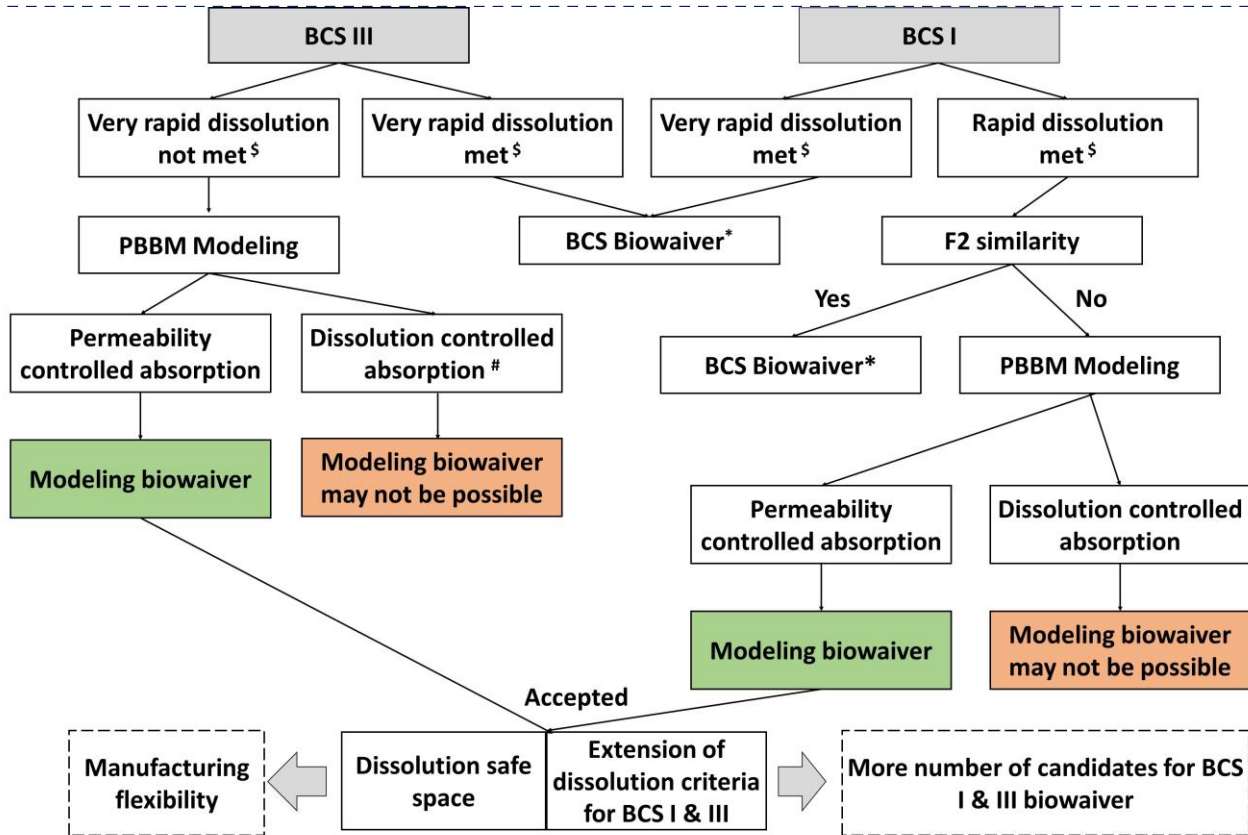 BCS III
BCS I
Very rapid dissolution
not met $
Very rapid dissolution
met $
Very rapid dissolution
met $
Rapid dissolution
met $
PBBM Modeling
BCS Biowaiver*
F2 similarity
Yes
No
Permeability
controlled absorption
Dissolution controlled
absorption #
BCS Biowaiver*
PBBM Modeling
Modeling biowaiver
Modeling biowaiver
may not be possible
Permeability
controlled absorption
Dissolution controlled
absorption
Modeling biowaiver
Modeling biowaiver
may not be possible
Accepted
Manufacturing
flexibility
Dissolution safe
space
Extension of
dissolution criteria
for BCS I & III
More number of candidates for BCS
I & III biowaiver